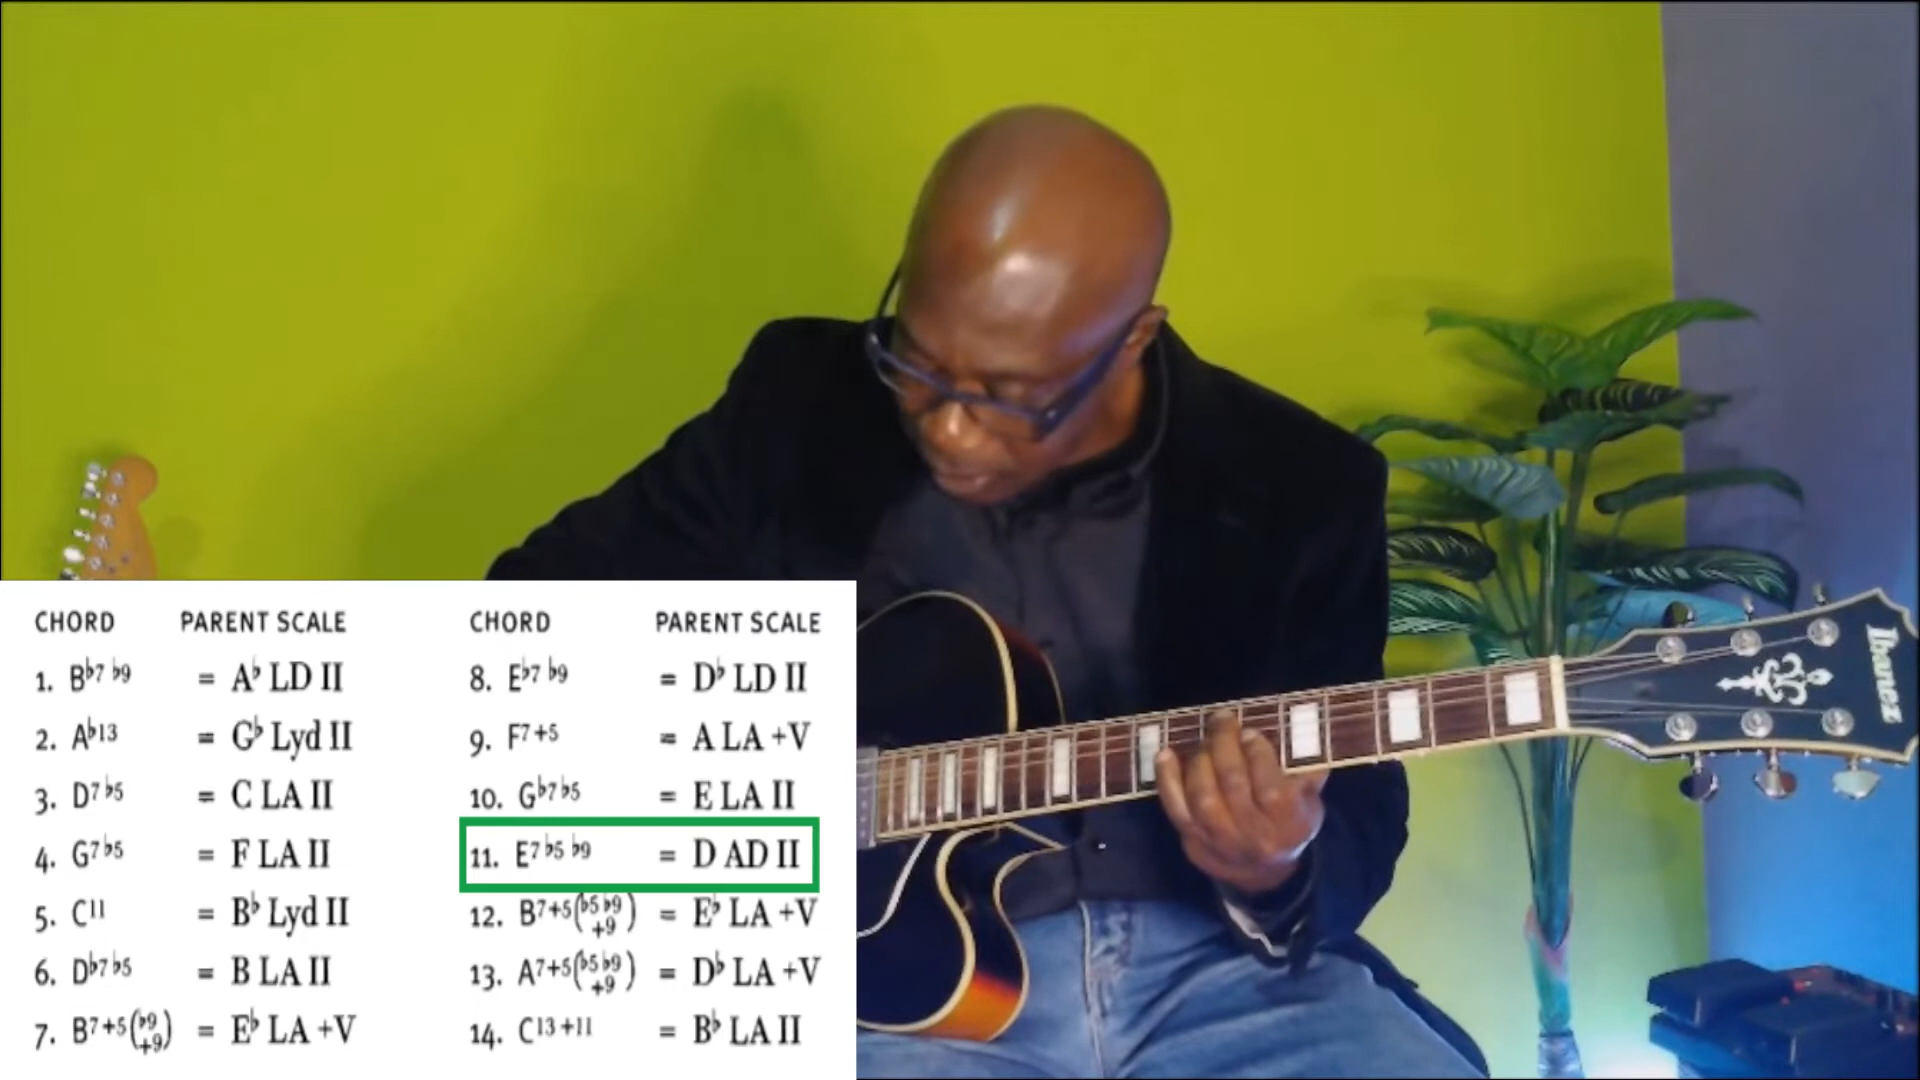 CHORD PARENT SCALE
1. B♭7 ♭9 = A♭ LD II
2. A♭13 = G♭ Lyd II
3. D7 ♭5 = C LA II
4. G7 ♭5 = F LA II
5. C11 = B♭ Lyd II
6. D♭7 ♭5 = B LA II
7. B7+5(♭9 +9) = E♭ LA +V
CHORD PARENT SCALE
8. E♭7 ♭9 = D♭ LD II
9. F7+5 = A LA +V
10. G♭7 ♭5 = E LA II
11. E7 ♭5 ♭9 = D AD II
12. B7+5(♭5 ♭9 +9) = E♭ LA +V
13. A7+5(♭5 ♭9 +9) = D♭ LA +V
14. C13 +11 = B♭ LA II
Ibanez